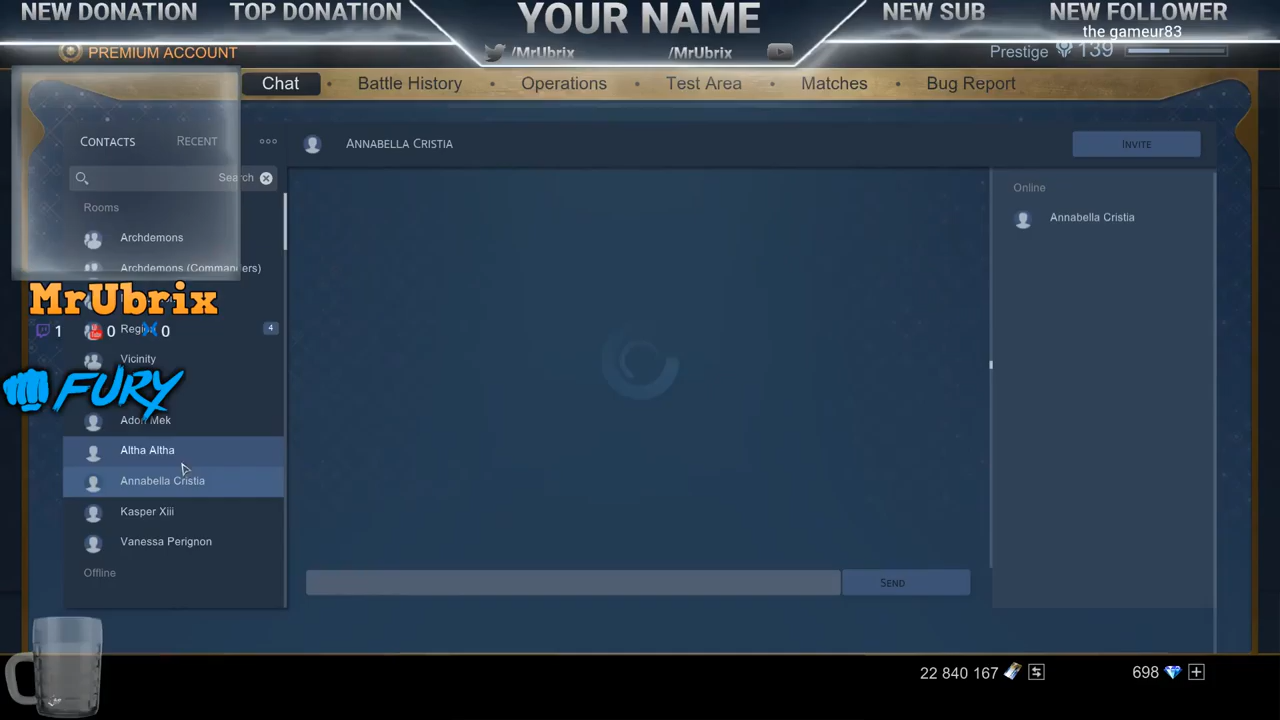 NEW DONATION
TOP DONATION
YOUR NAME
NEW SUB
NEW FOLLOWER
the gameur83
PREMIUM ACCOUNT
/MrUbrix
/MrUbrix
Prestige 139
Chat
Battle History
Operations
Test Area
Matches
Bug Report
CONTACTS
RECENT
ANNABELLA CRISTIA
INVITE
Search
Rooms
Archdemons
Archdemons (Commanders)
MrUbrix
1
0
0
4
Vicinity
FURY
Altha Altha
Annabella Cristia
Kasper Xiii
Vanessa Perignon
Offline
Online
Annabella Cristia
SEND
22 840 167
698